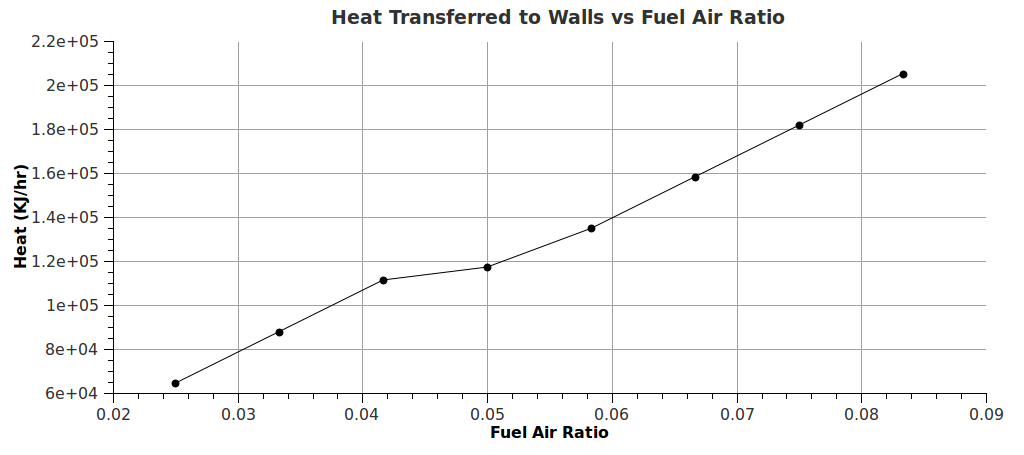 Heat Transferred to Walls vs Fuel Air Ratio
2.2e+05
2e+05
1.8e+05
1.6e+05
1.4e+05
1.2e+05
1e+05
8e+04
6e+04
Heat (KJ/hr)
0.02 0.03 0.04 0.05 0.06 0.07 0.08 0.09
Fuel Air Ratio